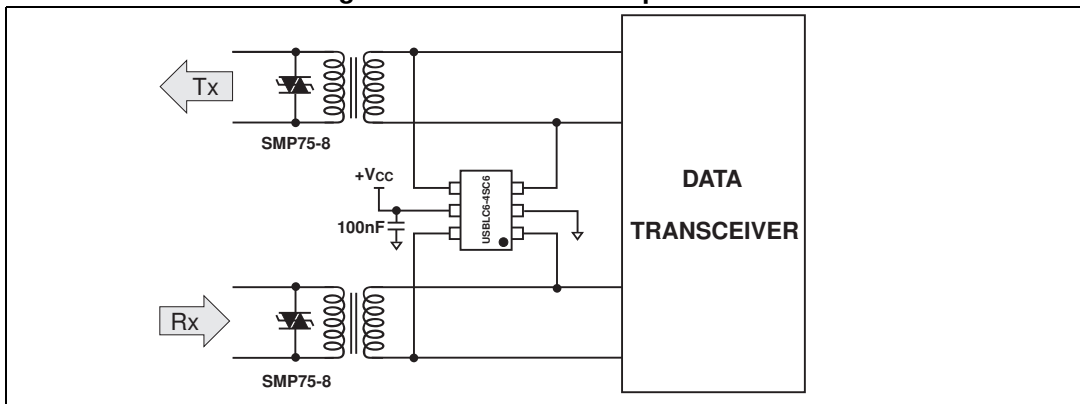 Tx
SMP75-8
+Vcc
100nF
USBLC6-4SC6
DATA
TRANSCEIVER
Rx
SMP75-8